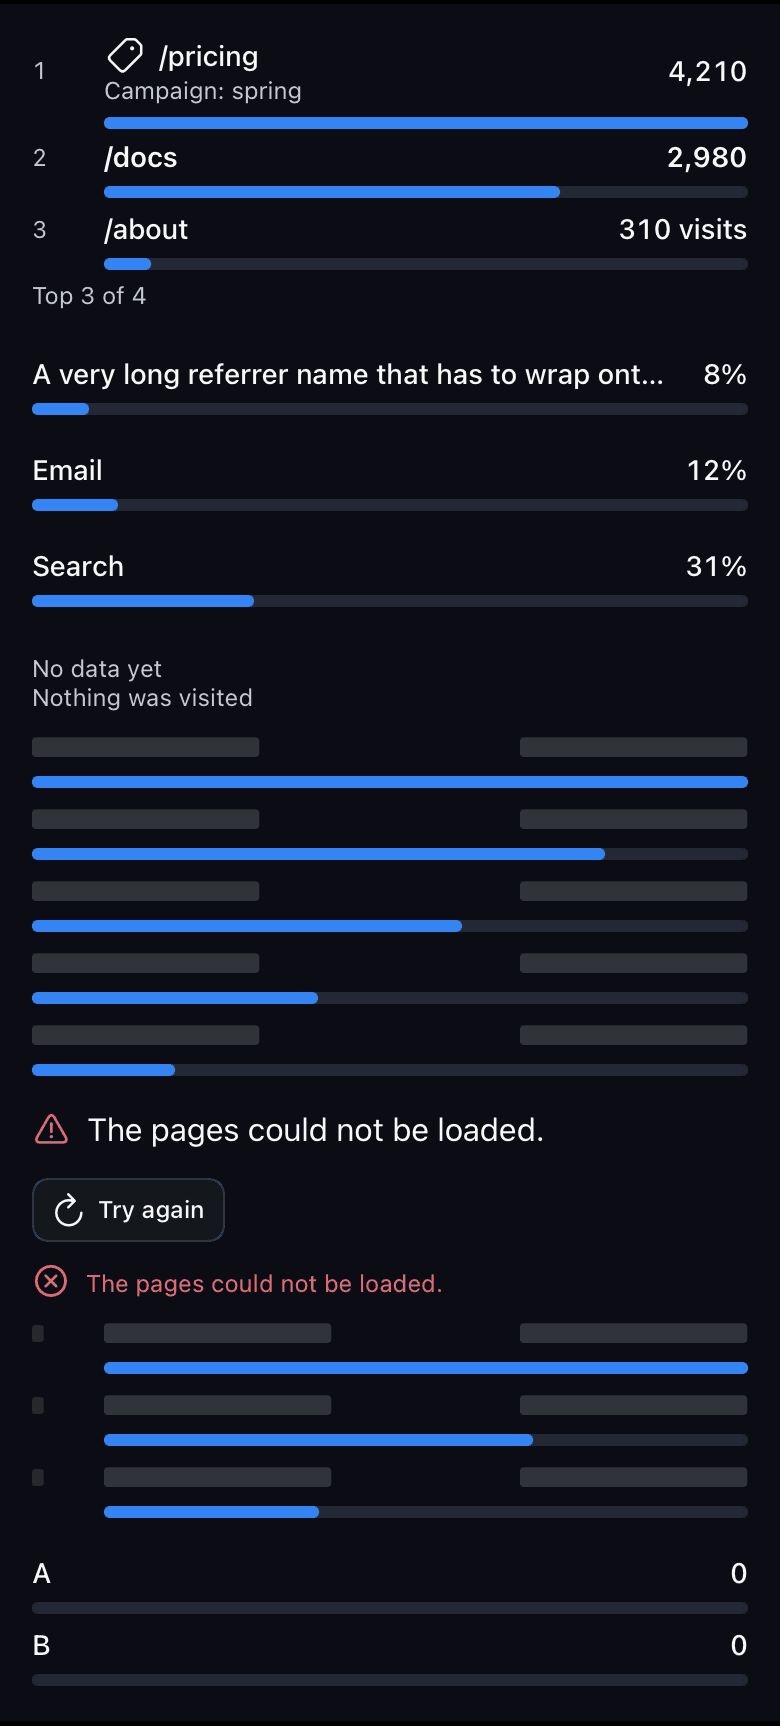 1 /pricing 4,210
Campaign: spring
2 /docs 2,980
3 /about 310 visits
Top 3 of 4
A very long referrer name that has to wrap ont... 8%
Email 12%
Search 31%
No data yet
Nothing was visited
The pages could not be loaded.
Try again
The pages could not be loaded.
A 0
B 0